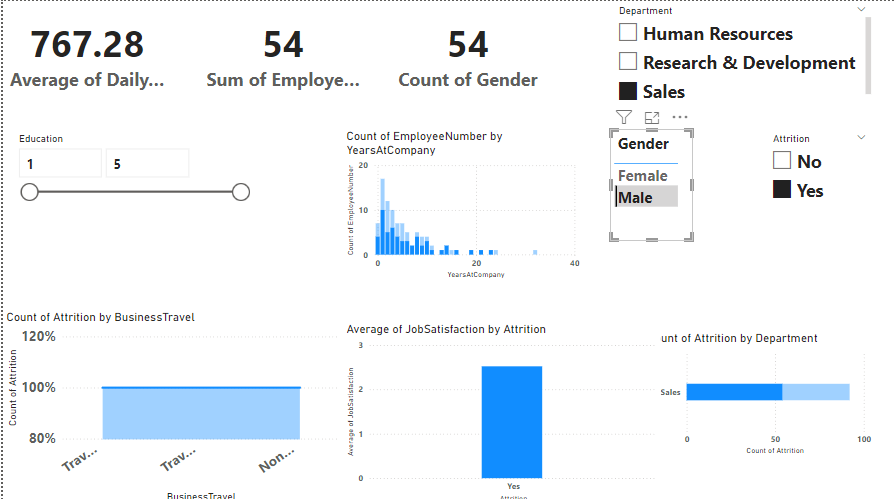 767.28
Average of Daily...
54
Sum of Employe...
54
Count of Gender
Department
Human Resources
Research & Development
Sales
Education
1
5
Count of EmployeeNumber by
YearsAtCompany
Count of EmployeeNumber
20
10
0
0
20
40
YearsAtCompany
Gender
Female
Male
Attrition
No
Yes
Count of Attrition by BusinessTravel
Count of Attrition
120%
100%
80%
Trav...
Trav...
Non...
BusinessTravel
Average of JobSatisfaction by Attrition
Average of JobSatisfaction
3
2
1
0
Yes
Attrition
unt of Attrition by Department
Sales
0
50
100
Count of Attrition